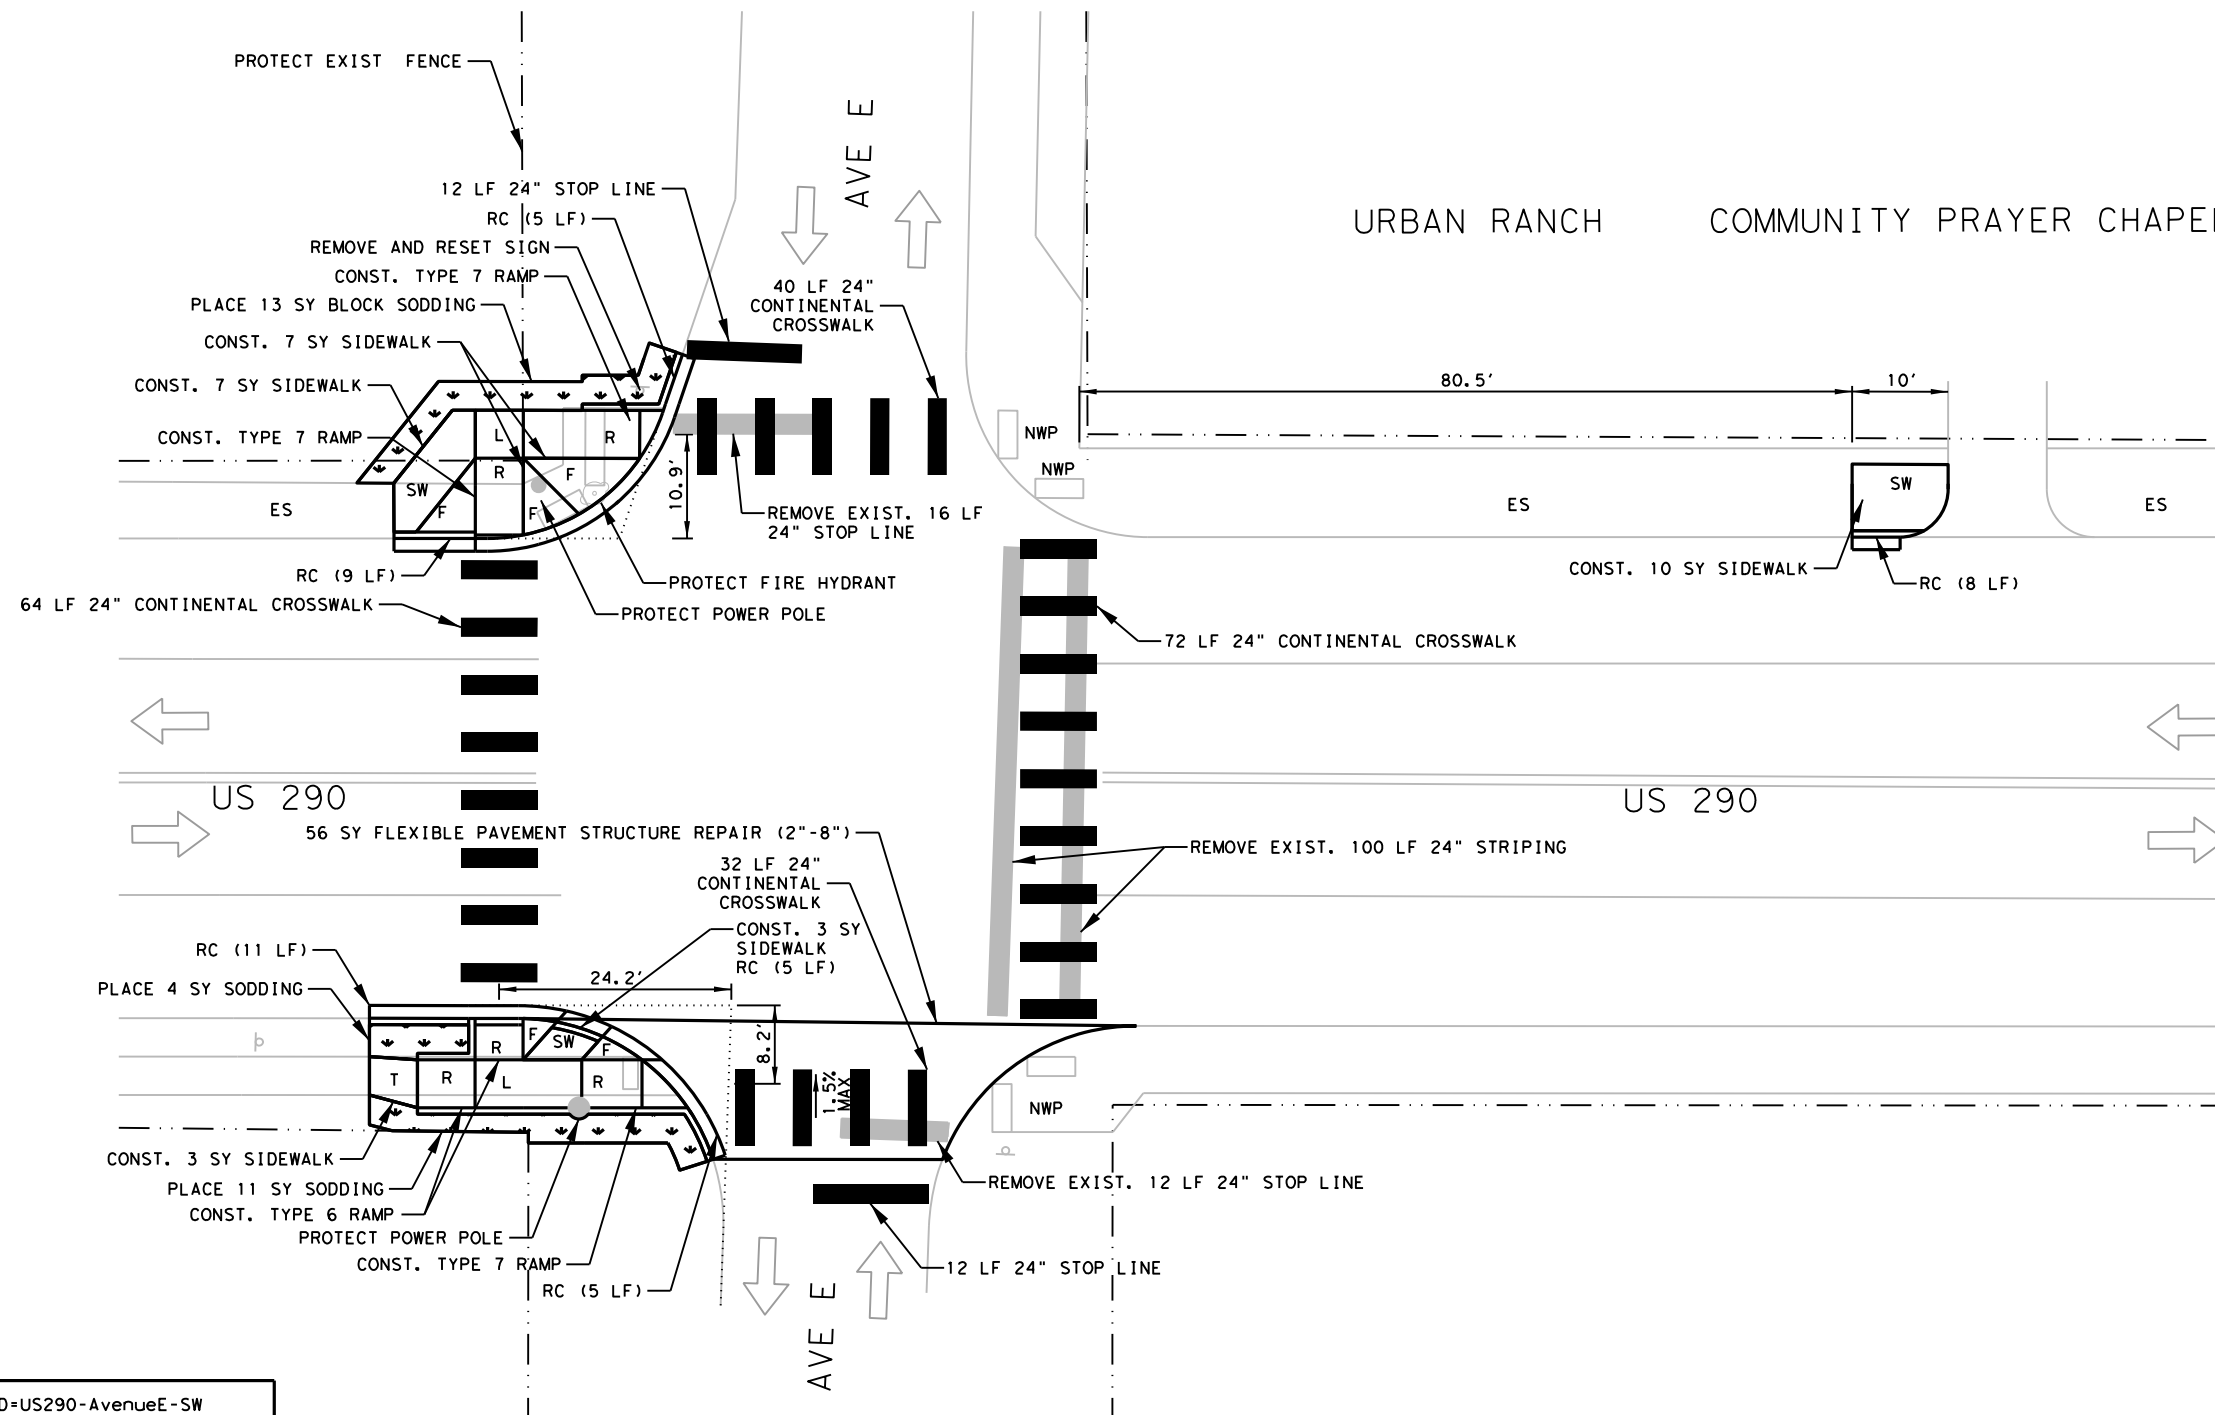 PROTECT EXIST FENCE
AVE E
12 LF 24" STOP LINE
RC (5 LF)
REMOVE AND RESET SIGN
CONST. TYPE 7 RAMP
PLACE 13 SY BLOCK SODDING
CONST. 7 SY SIDEWALK
CONST. 7 SY SIDEWALK
CONST. TYPE 7 RAMP
40 LF 24"
CONTINENTAL
CROSSWALK
URBAN RANCH
80.5'
10'
L
R
R
F
SW
F
F
ES
10.9'
NWP
NWP
ES
SW
ES
REMOVE EXIST. 16 LF
24" STOP LINE
RC (9 LF)
PROTECT FIRE HYDRANT
PROTECT POWER POLE
CONST. 10 SY SIDEWALK
RC (8 LF)
64 LF 24" CONTINENTAL CROSSWALK
72 LF 24" CONTINENTAL CROSSWALK
COMMUNITY PRAYER
US 290
US 290
56 SY FLEXIBLE PAVEMENT STRUCTURE REPAIR (2"-8")
32 LF 24"
CONTINENTAL
CROSSWALK
REMOVE EXIST. 100 LF 24" STRIPING
CONST. 3 SY
SIDEWALK
RC (5 LF)
RC (11 LF)
PLACE 4 SY SODDING
24.2'
8.2'
F
SW
F
R
T
R
L
R
1.5%
MAX
NWP
CONST. 3 SY SIDEWALK
PLACE 11 SY SODDING
CONST. TYPE 6 RAMP
PROTECT POWER POLE
CONST. TYPE 7 RAMP
RC (5 LF)
REMOVE EXIST. 12 LF 24" STOP LINE
12 LF 24" STOP LINE
AVE E
D=US290-AvenueE-SW